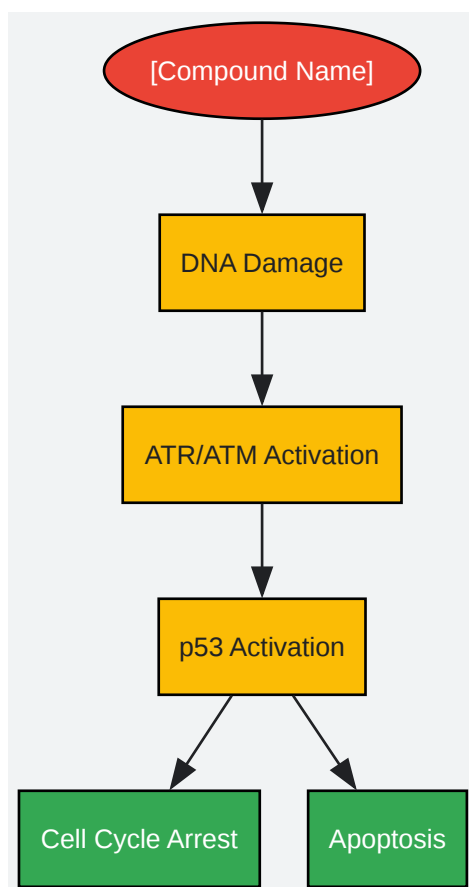 [Compound Name]
DNA Damage
ATR/ATM Activation
p53 Activation
Cell Cycle Arrest
Apoptosis